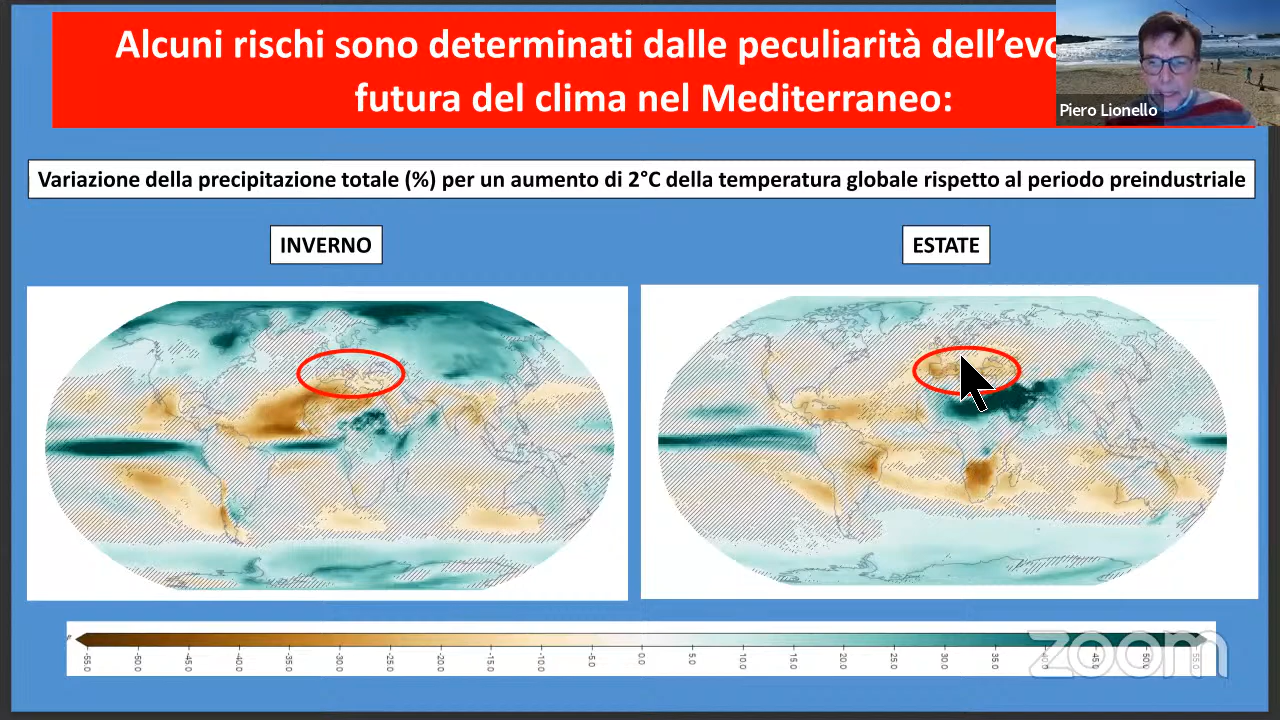 Alcuni rischi sono determinati dalle peculiarità dell’evo
futura del clima nel Mediterraneo:
Piero Lionello
Variazione della precipitazione totale (%) per un aumento di 2°C della temperatura globale rispetto al periodo preindustriale
INVERNO
ESTATE
-55.0 -50.0 -45.0 -40.0 -35.0 -30.0 -25.0 -20.0 -15.0 -10.0 -5.0 0.0 5.0 10.0 15.0 20.0 25.0 30.0 35.0 40.0 45.0 50.0 55.0
zoom